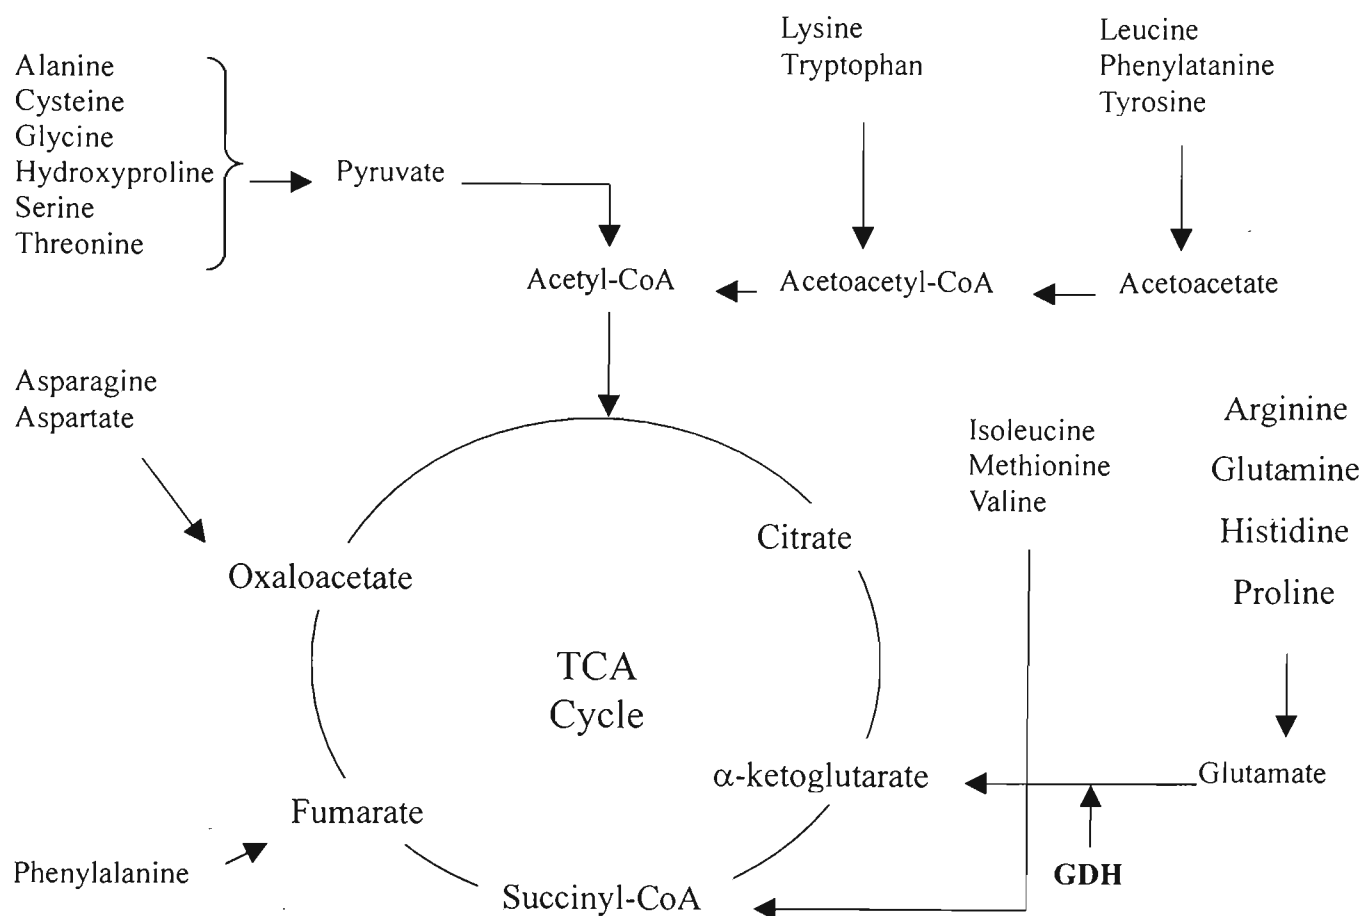 Lysine
Tryptophan
Leucine
Phenylatanine
Tyrosine
Alanine
Cysteine
Glycine
Hydroxyproline
Serine
Threonine
Pyruvate
Acetyl-CoA
Acetoacetyl-CoA
Acetoacetate
Asparagine
Aspartate
Isoleucine
Methionine
Valine
Arginine
Glutamine
Histidine
Proline
Citrate
Oxaloacetate
TCA
Cycle
α-ketoglutarate
Glutamate
Fumarate
GDH
Phenylalanine
Succinyl-CoA